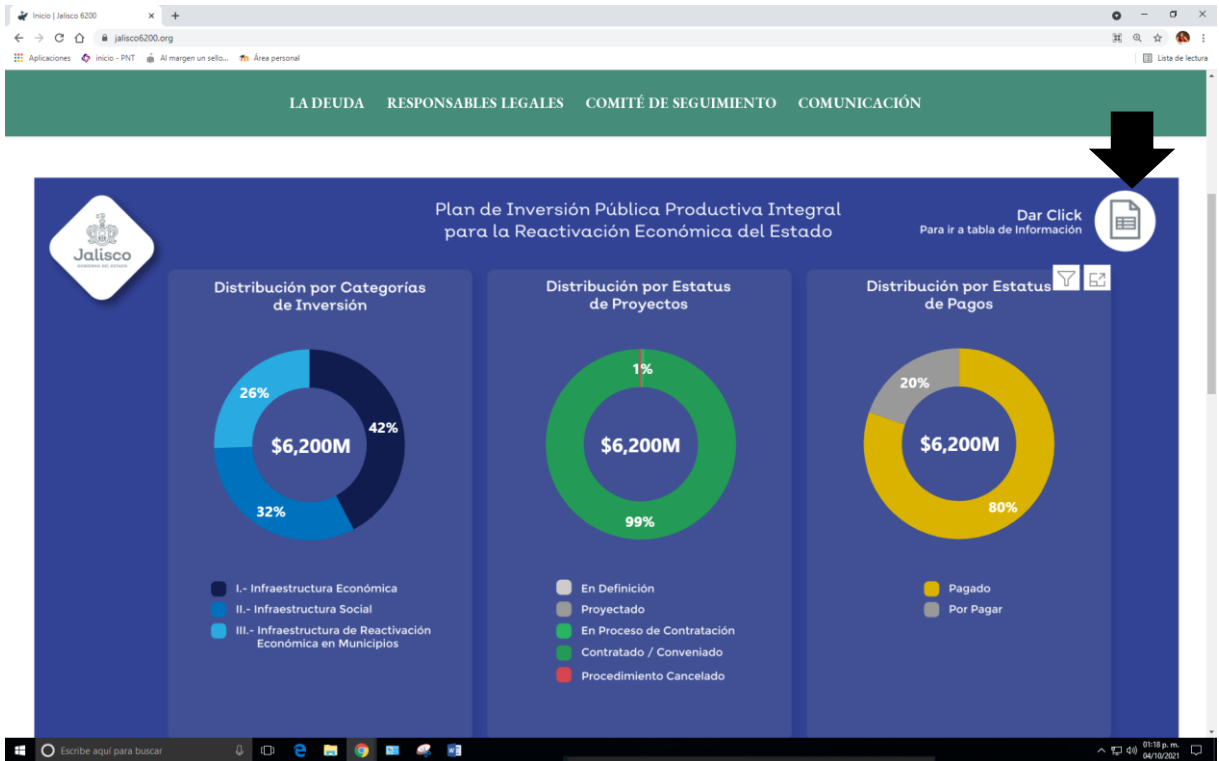 Inicio | Jalisco 6200
jalisco6200.org
Aplicaciones
inicio - PNT
Al margen un sello...
Área personal
Lista de lectura
LA DEUDA
RESPONSABLES LEGALES
COMITÉ DE SEGUIMIENTO
COMUNICACIÓN
Jalisco
GOBIERNO DEL ESTADO
Plan de Inversión Pública Productiva Integral
para la Reactivación Económica del Estado
Dar Click
Para ir a tabla de Información
Distribución por Categorías
de Inversión
26%
42%
$6,200M
32%
I.- Infraestructura Económica
II.- Infraestructura Social
III.- Infraestructura de Reactivación
Económica en Municipios
Distribución por Estatus
de Proyectos
1%
$6,200M
99%
En Definición
Proyectado
En Proceso de Contratación
Contratado / Conveniado
Procedimiento Cancelado
Distribución por Estatus
de Pagos
20%
$6,200M
80%
Pagado
Por Pagar
Escribe aquí para buscar
01:18 p. m.
04/10/2021